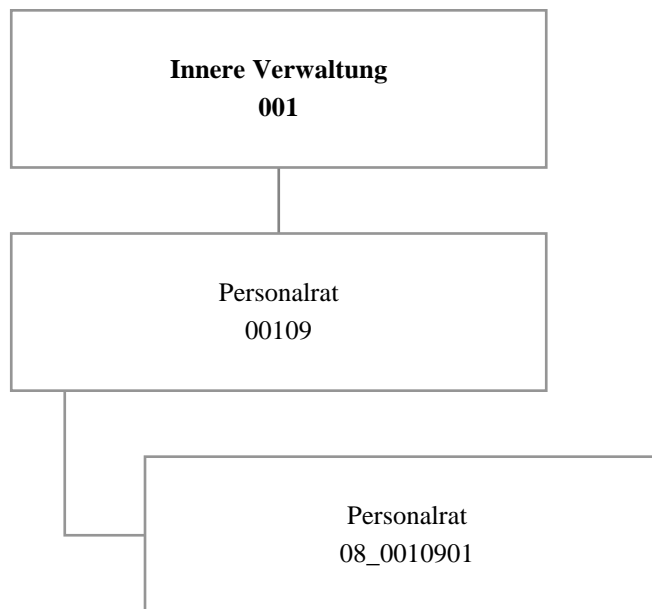 Innere Verwaltung
001
Personalrat
00109
Personalrat
08_0010901